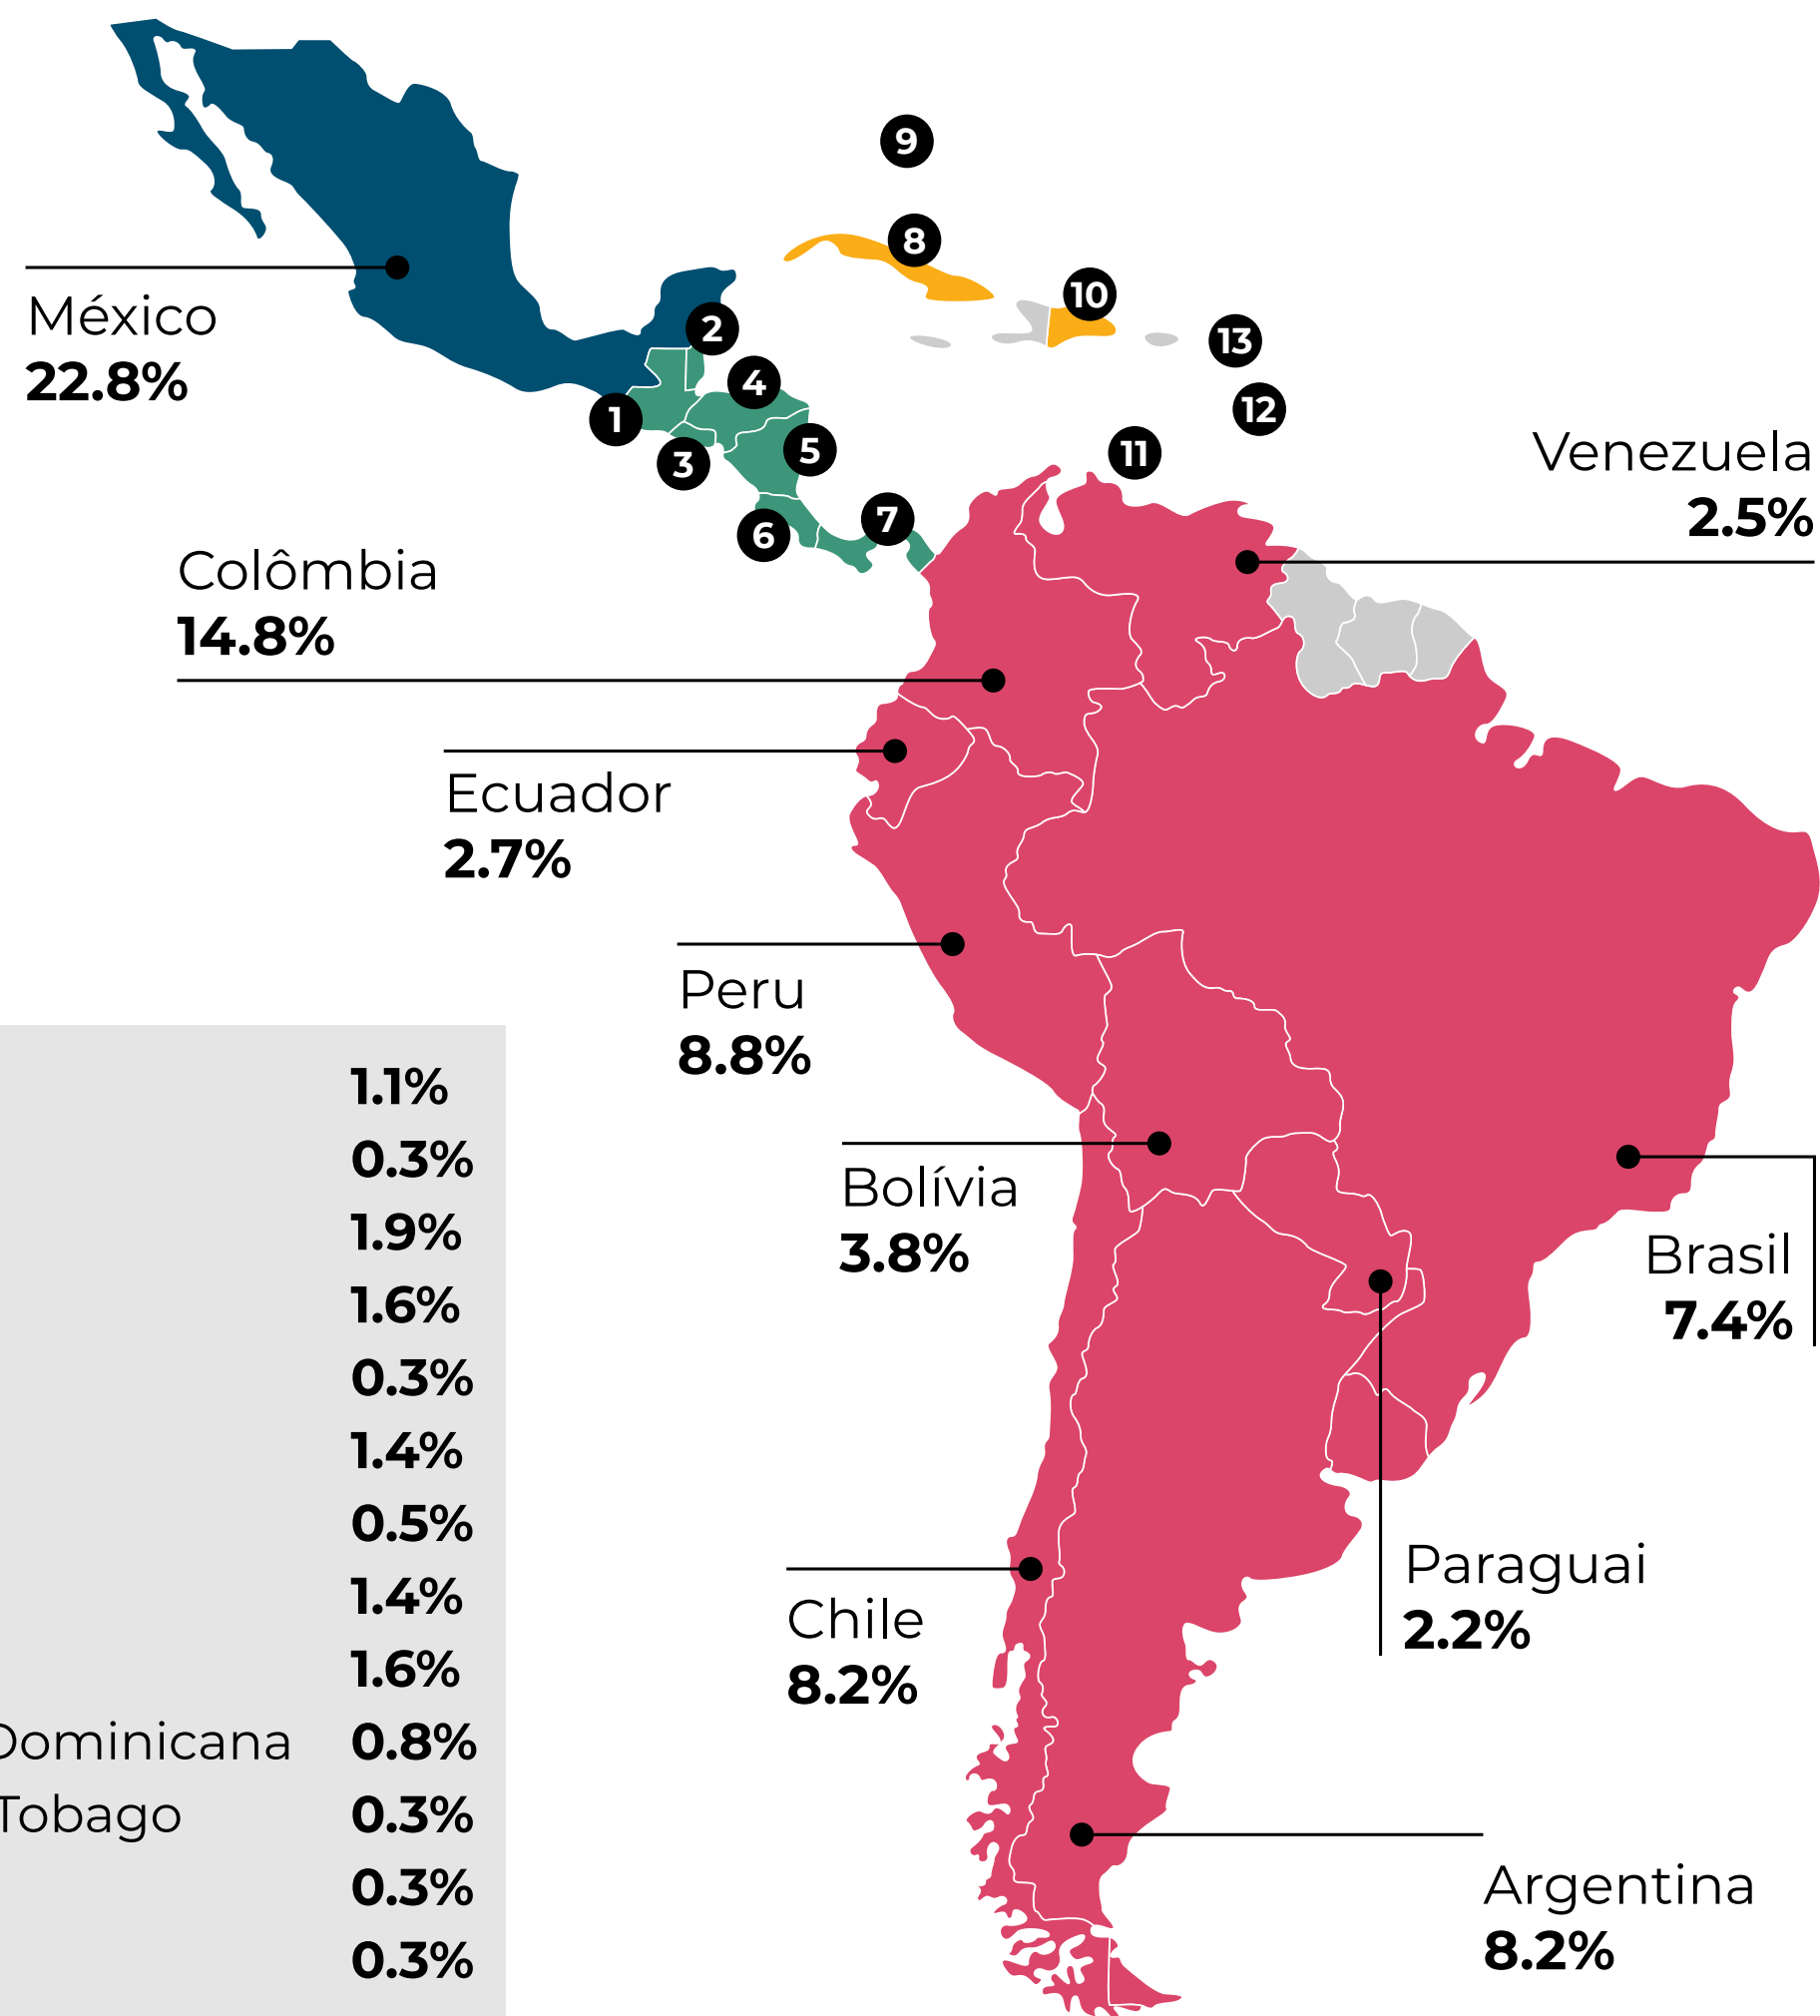 9
8
10
México
22.8%
2
13
4
12
1
11
5
3
Venezuela
2.5%
7
6
Colômbia
14.8%
Ecuador
2.7%
Peru
8.8%
Bolívia
3.8%
Brasil
7.4%
Paraguai
2.2%
Chile
8.2%
Argentina
8.2%
1.1%
0.3%
1.9%
1.6%
0.3%
1.4%
0.5%
1.4%
1.6%
Dominicana 0.8%
Tobago 0.3%
0.3%
0.3%